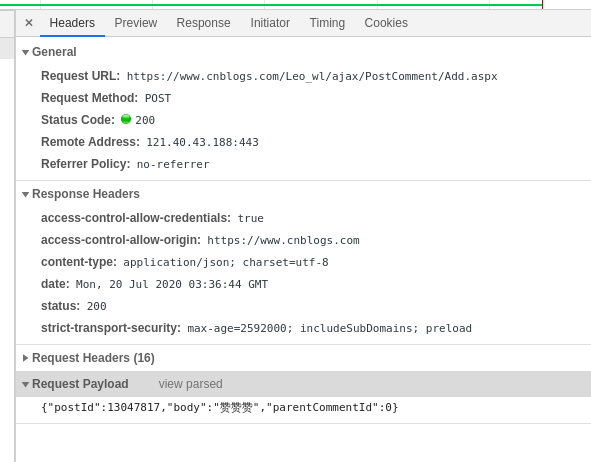 × Headers Preview Response Initiator Timing Cookies
General
Request URL: https://www.cnblogs.com/Leo_wl/ajax/PostComment/Add.aspx
Request Method: POST
Status Code: 200
Remote Address: 121.40.43.188:443
Referrer Policy: no-referrer
Response Headers
access-control-allow-credentials: true
access-control-allow-origin: https://www.cnblogs.com
content-type: application/json; charset=utf-8
date: Mon, 20 Jul 2020 03:36:44 GMT
status: 200
strict-transport-security: max-age=2592000; includeSubDomains; preload
Request Headers (16)
Request Payload view parsed
{"postId":13047817,"body":"赞赞赞","parentCommentId":0}